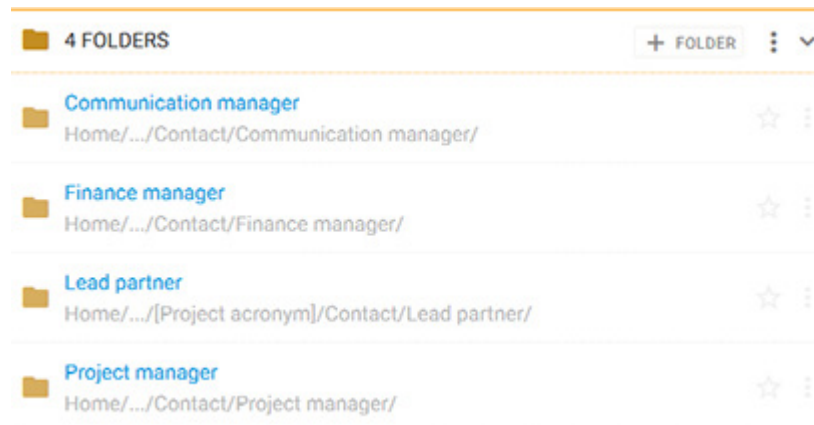 4 FOLDERS
+ FOLDER
Communication manager
Home/.../Contact/Communication manager/
Finance manager
Home/.../Contact/Finance manager/
Lead partner
Home/.../[Project acronym]/Contact/Lead partner/
Project manager
Home/.../Contact/Project manager/